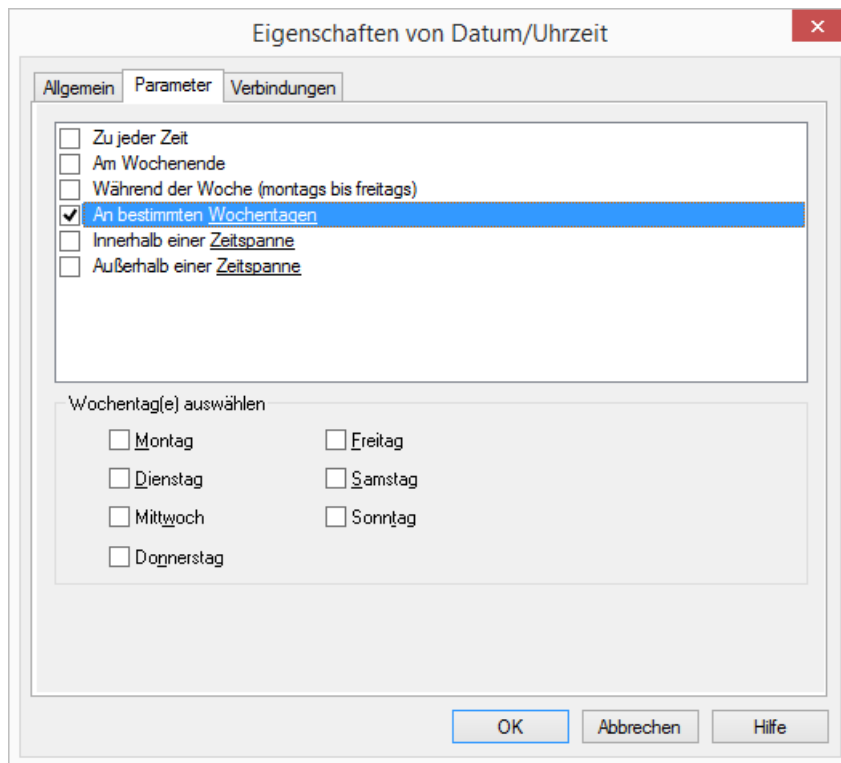 Eigenschaften von Datum/Uhrzeit
Allgemein Parameter Verbindungen
Zu jeder Zeit
Am Wochenende
Während der Woche (montags bis freitags)
An bestimmten Wochentagen
Innerhalb einer Zeitspanne
Außerhalb einer Zeitspanne
Wochentag(e) auswählen
Montag Freitag
Dienstag Samstag
Mittwoch Sonntag
Donnerstag
OK Abbrechen Hilfe